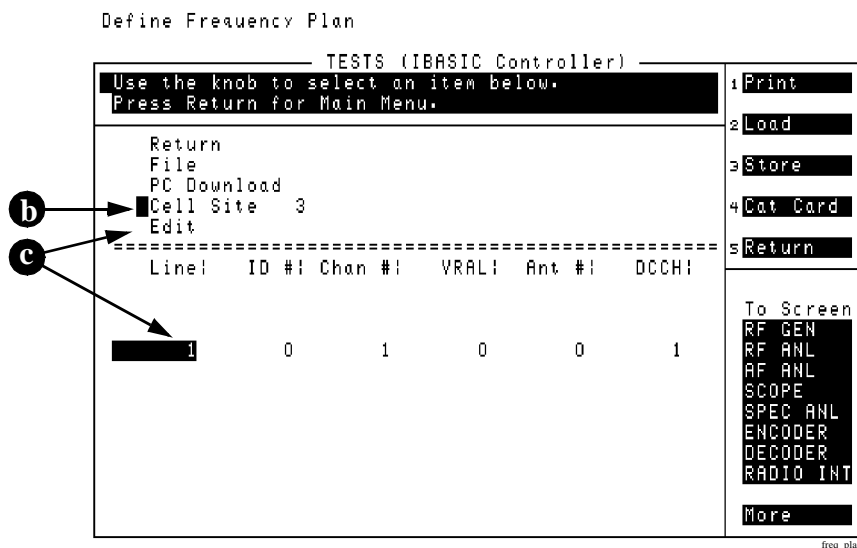 Define Frequency Plan
TESTS (IBASIC Controller)
Use the knob to select an item below.
Press Return for Main Menu.
Return
File
PC Download
b
Cell Site 3
Edit
c
===============================================
Line¦ ID #¦ Chan #¦ VRAL¦ Ant #¦ DCCH¦
1 0 1 0 0 1
1 Print
2 Load
3 Store
4 Cat Card
5 Return
To Screen
RF GEN
RF ANL
AF ANL
SCOPE
SPEC ANL
ENCODER
DECODER
RADIO INT
More
freq_pla